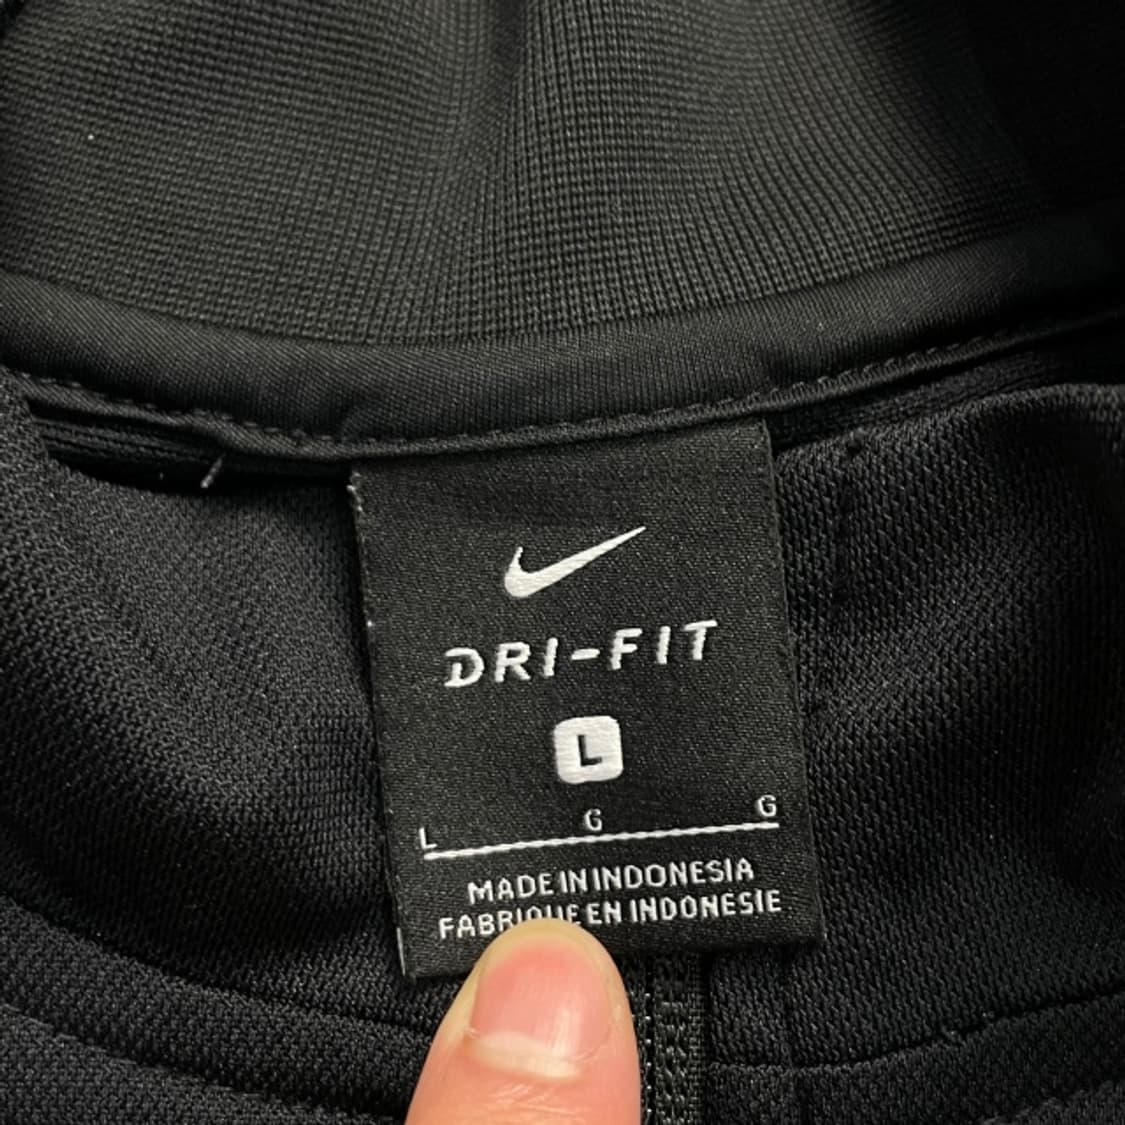 DRI-FIT
L
L G G
MADE IN INDONESIA
FABRIQUE EN INDONESIE